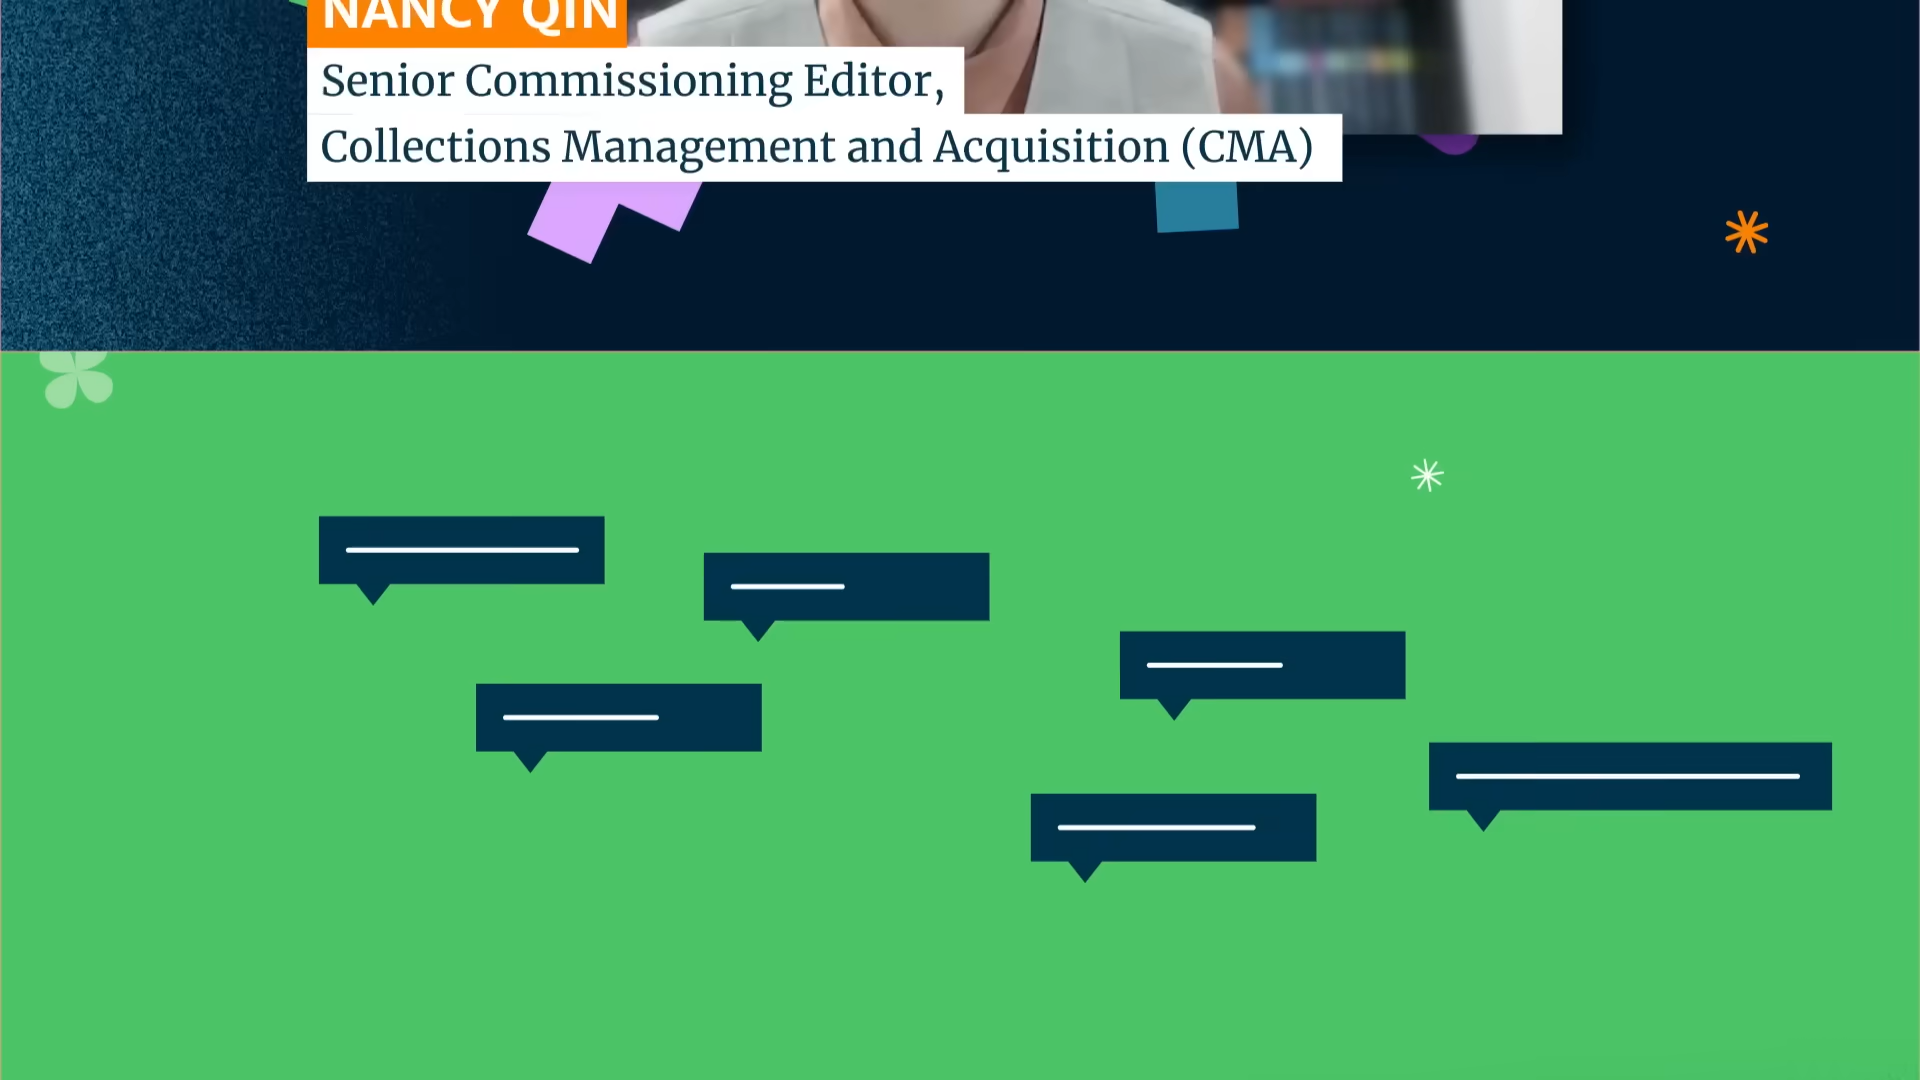 NANCY QIN
Senior Commissioning Editor,
Collections Management and Acquisition (CMA)